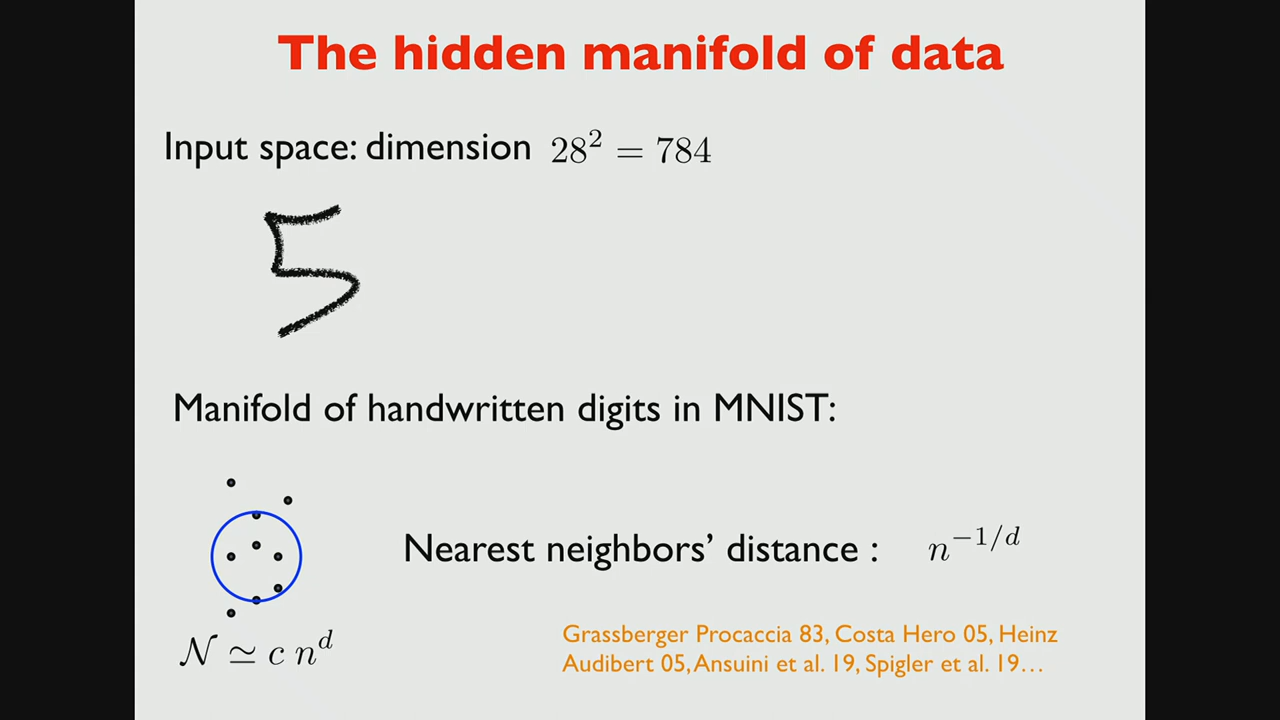 The hidden manifold of data
Input space: dimension 28² = 784
5
Manifold of handwritten digits in MNIST:
Nearest neighbors’ distance : n^{-1/d}
𝒩 ≃ c n^d
Grassberger Procaccia 83, Costa Hero 05, Heinz
Audibert 05, Ansuini et al. 19, Spigler et al. 19…